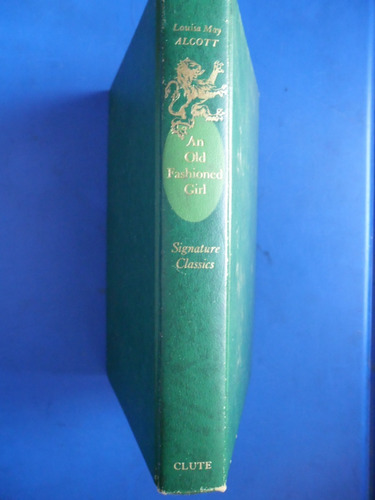 Louisa May
ALCOTT
An
Old
Fashioned
Girl
Signature
Classics
CLUTE